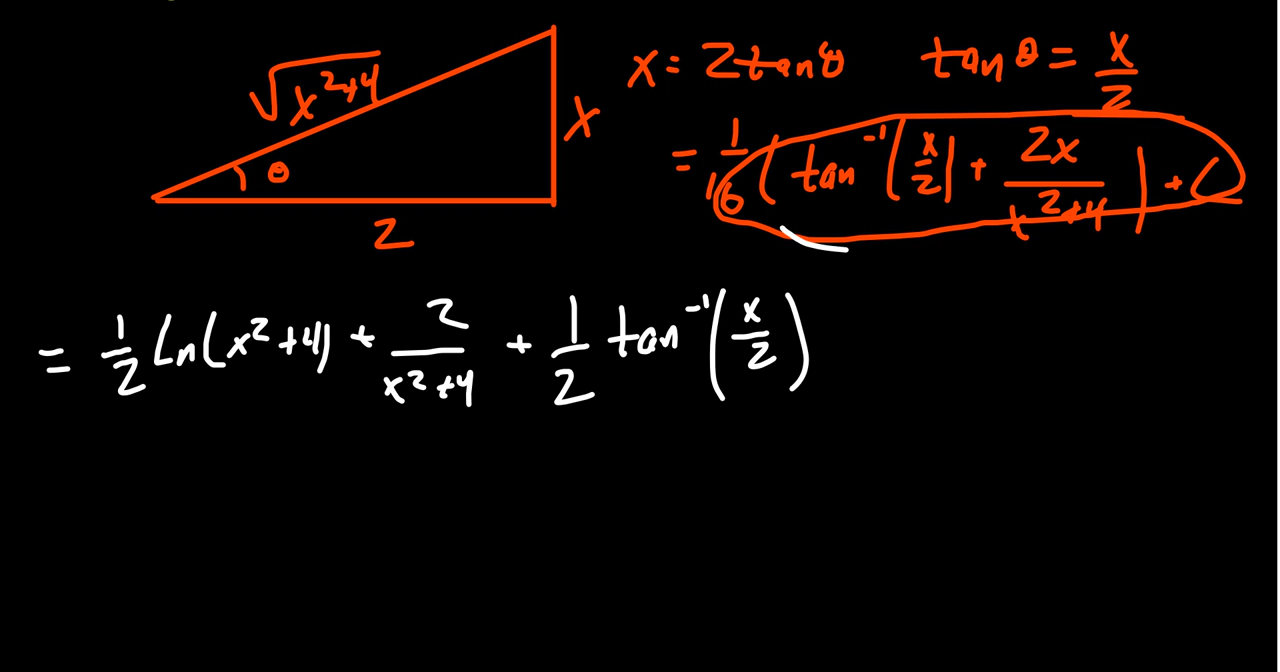 √(x²+4)
θ
x
2
x = 2tanθ    tanθ = x/2
= 1/16 ( tan⁻¹(x/2) + 2x/(x²+4) ) + C
= 1/2 ln(x²+4) + 2/(x²+4) + 1/2 tan⁻¹(x/2)